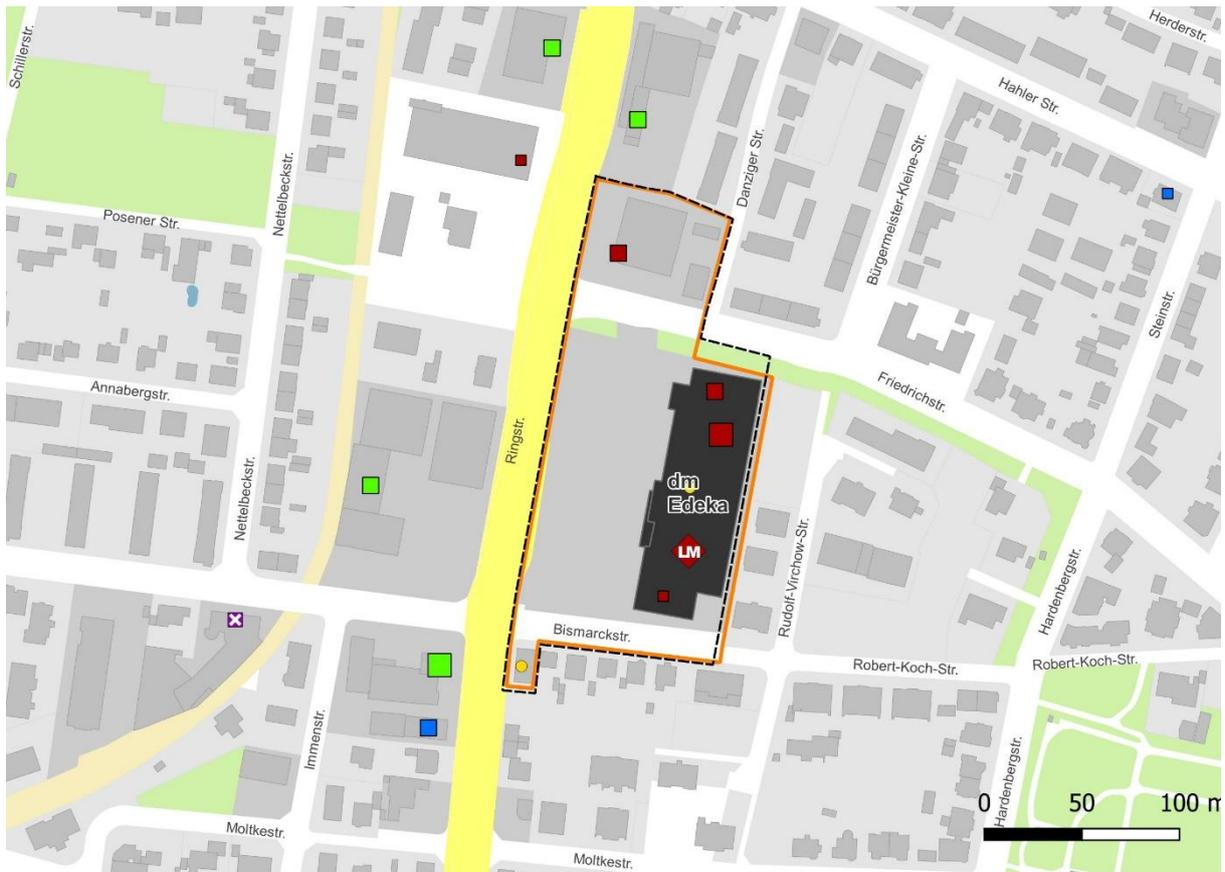 Schillerstr.
Herderstr.
Hahler Str.
Nettelbeckstr.
Danziger Str.
Bürgermeister-Kleine-Str.
Posener Str.
Steinstr.
Annabergstr.
Friedrichstr.
Ringstr.
Nettelbeckstr.
dm
Edeka
LM
Rudolf-Virchow-Str.
Hardenbergstr.
Bismarckstr.
Robert-Koch-Str.
Robert-Koch-Str.
Immenstr.
Hardenbergstr.
0 50 100 m
Moltkestr.
Moltkestr.